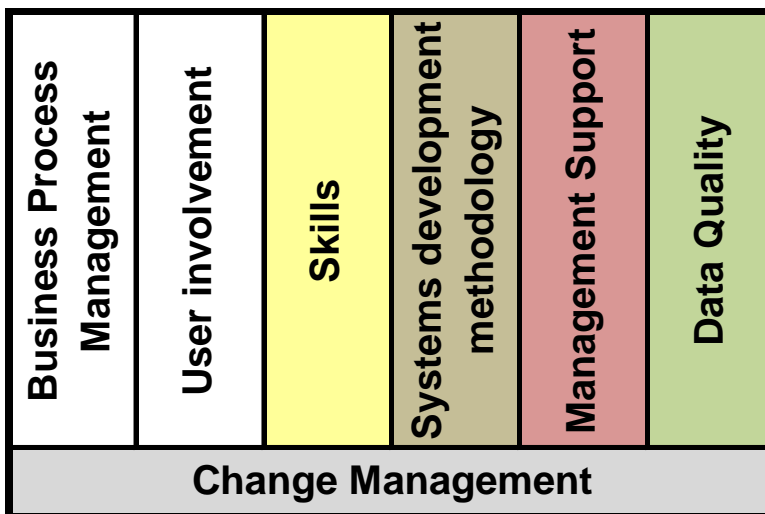 Business Process
Management
User involvement
Skills
Systems development
methodology
Management Support
Data Quality
Change Management